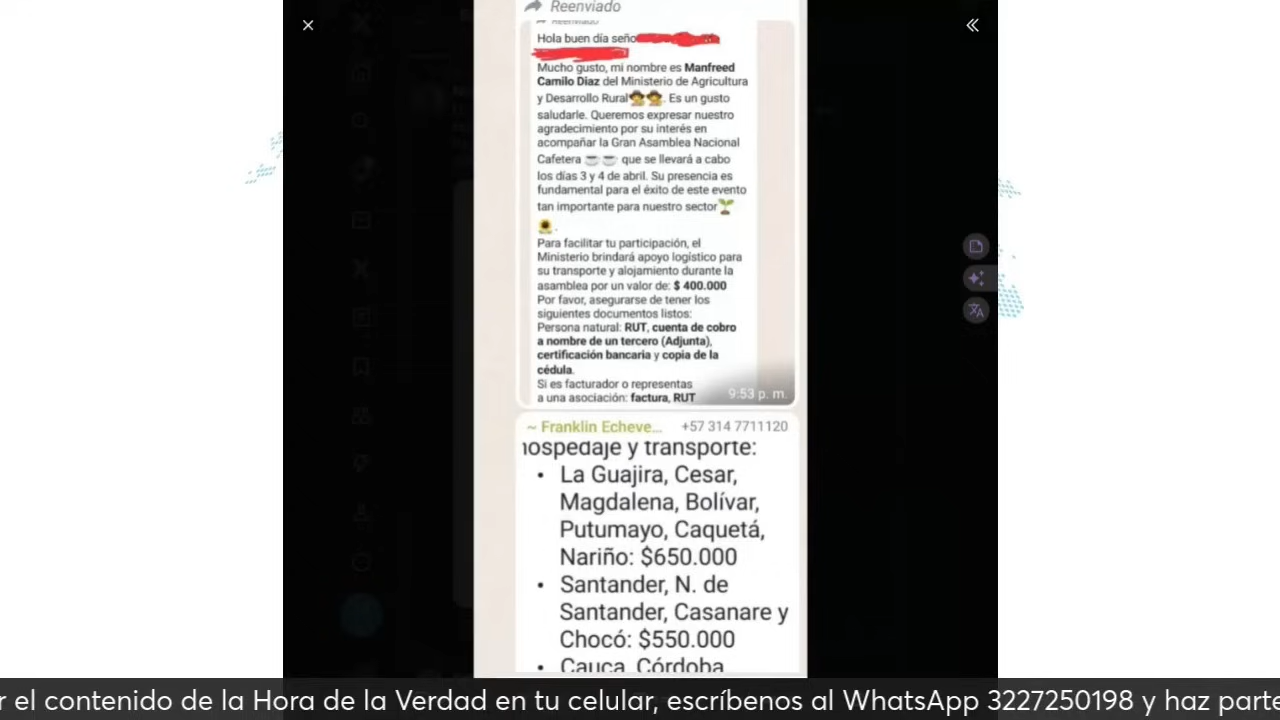 Reenviado
Reenviado
Hola buen día seño
Mucho gusto, mi nombre es Manfreed
Camilo Diaz del Ministerio de Agricultura
y Desarrollo Rural. Es un gusto
saludarle. Queremos expresar nuestro
agradecimiento por su interés en
acompañar la Gran Asamblea Nacional
Cafetera que se llevará a cabo
los días 3 y 4 de abril. Su presencia es
fundamental para el éxito de este evento
tan importante para nuestro sector
.
Para facilitar tu participación, el
Ministerio brindará apoyo logístico para
su transporte y alojamiento durante la
asamblea por un valor de: $ 400.000
Por favor, asegurarse de tener los
siguientes documentos listos:
Persona natural: RUT, cuenta de cobro
a nombre de un tercero (Adjunta),
certificación bancaria y copia de la
cédula.
Si es facturador o representas
a una asociación: factura, RUT
9:53 p. m.
~ Franklin Echeve... +57 314 7711120
hospedaje y transporte:
• La Guajira, Cesar,
Magdalena, Bolívar,
Putumayo, Caquetá,
Nariño: $650.000
• Santander, N. de
Santander, Casanare y
Chocó: $550.000
• Cauca, Córdoba
r el contenido de la Hora de la Verdad en tu celular, escríbenos al WhatsApp 3227250198 y haz parte